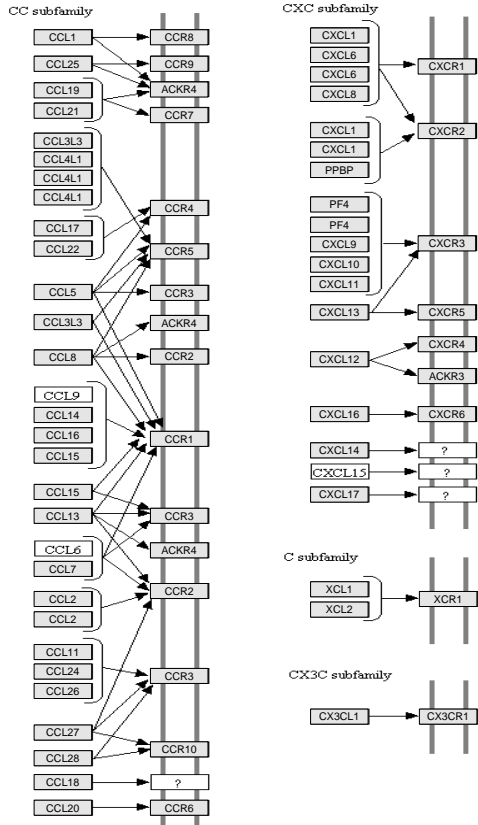 CC subfamily
CCL1
CCR8
CCL25
CCR9
CCL19
ACKR4
CCL21
CCR7
CCL3L3
CCL4L1
CCL4L1
CCL4L1
CCR4
CCL17
CCL22
CCR5
CCL5
CCR3
CCL3L3
ACKR4
CCL8
CCR2
CCL9
CCL14
CCL16
CCL15
CCR1
CCL15
CCL13
CCR3
CCL6
CCL7
ACKR4
CCR2
CCL2
CCL2
CCL11
CCL24
CCL26
CCR3
CCL27
CCL28
CCR10
CCL18
?
CCL20
CCR6
CXC subfamily
CXCL1
CXCL6
CXCL6
CXCL8
CXCR1
CXCL1
CXCL1
PPBP
CXCR2
PF4
PF4
CXCL9
CXCL10
CXCL11
CXCR3
CXCL13
CXCR5
CXCR4
CXCL12
ACKR3
CXCL16
CXCR6
CXCL14
?
CXCL15
?
CXCL17
?
C subfamily
XCL1
XCL2
XCR1
CX3C subfamily
CX3CL1
CX3CR1